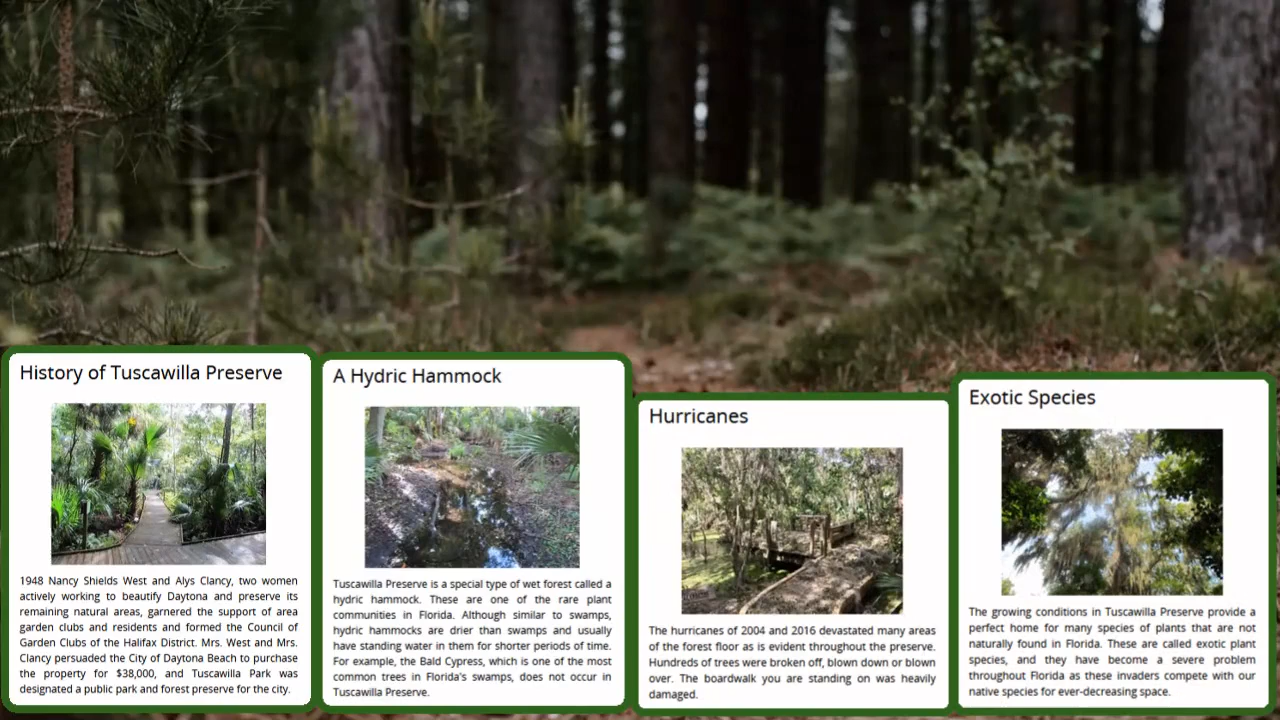 History of Tuscawilla Preserve
1948 Nancy Shields West and Alys Clancy, two women
actively working to beautify Daytona and preserve its
remaining natural areas, garnered the support of area
garden clubs and residents and formed the Council of
Garden Clubs of the Halifax District. Mrs. West and Mrs.
Clancy persuaded the City of Daytona Beach to purchase
the property for $38,000, and Tuscawilla Park was
designated a public park and forest preserve for the city.
A Hydric Hammock
Tuscawilla Preserve is a special type of wet forest called a
hydric hammock. These are one of the rare plant
communities in Florida. Although similar to swamps,
hydric hammocks are drier than swamps and usually
have standing water in them for shorter periods of time.
For example, the Bald Cypress, which is one of the most
common trees in Florida's swamps, does not occur in
Tuscawilla Preserve.
Hurricanes
The hurricanes of 2004 and 2016 devastated many areas
of the forest floor as is evident throughout the preserve.
Hundreds of trees were broken off, blown down or blown
over. The boardwalk you are standing on was heavily
damaged.
Exotic Species
The growing conditions in Tuscawilla Preserve provide a
perfect home for many species of plants that are not
naturally found in Florida. These are called exotic plant
species, and they have become a severe problem
throughout Florida as these invaders compete with our
native species for ever-decreasing space.